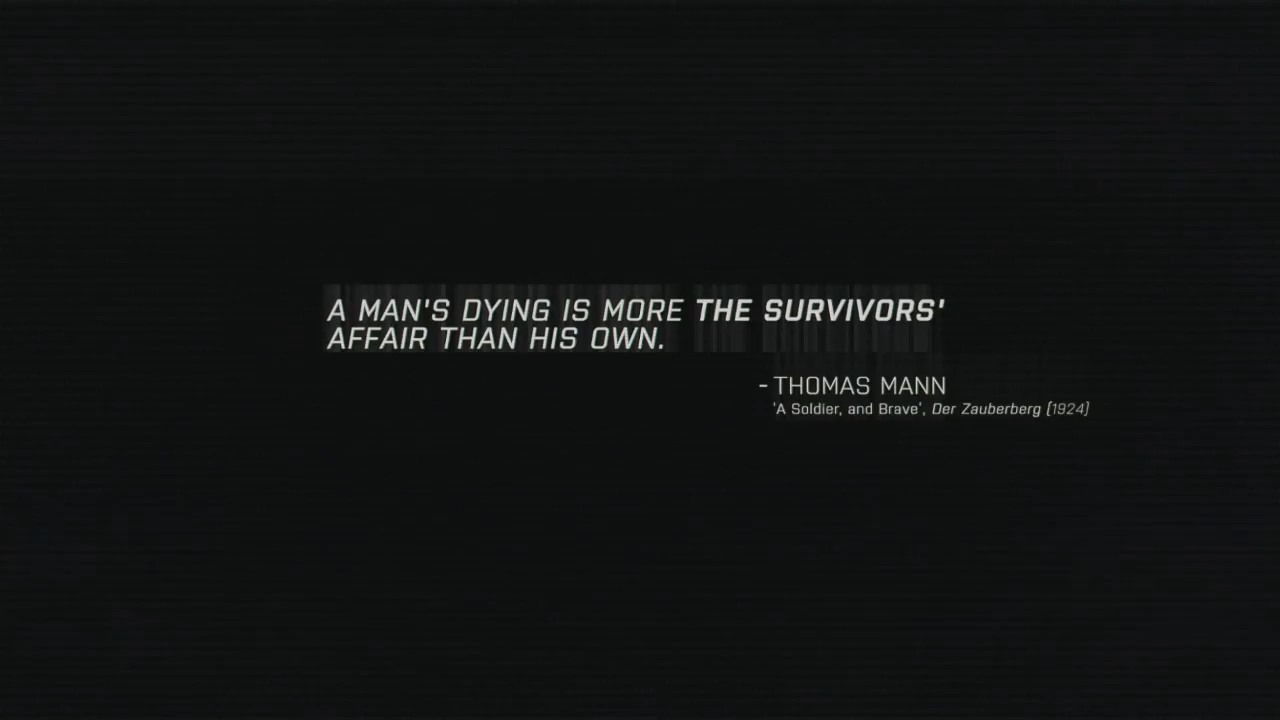 A MAN'S DYING IS MORE THE SURVIVORS'
AFFAIR THAN HIS OWN.
- THOMAS MANN
'A Soldier, and Brave', Der Zauberberg [1924]